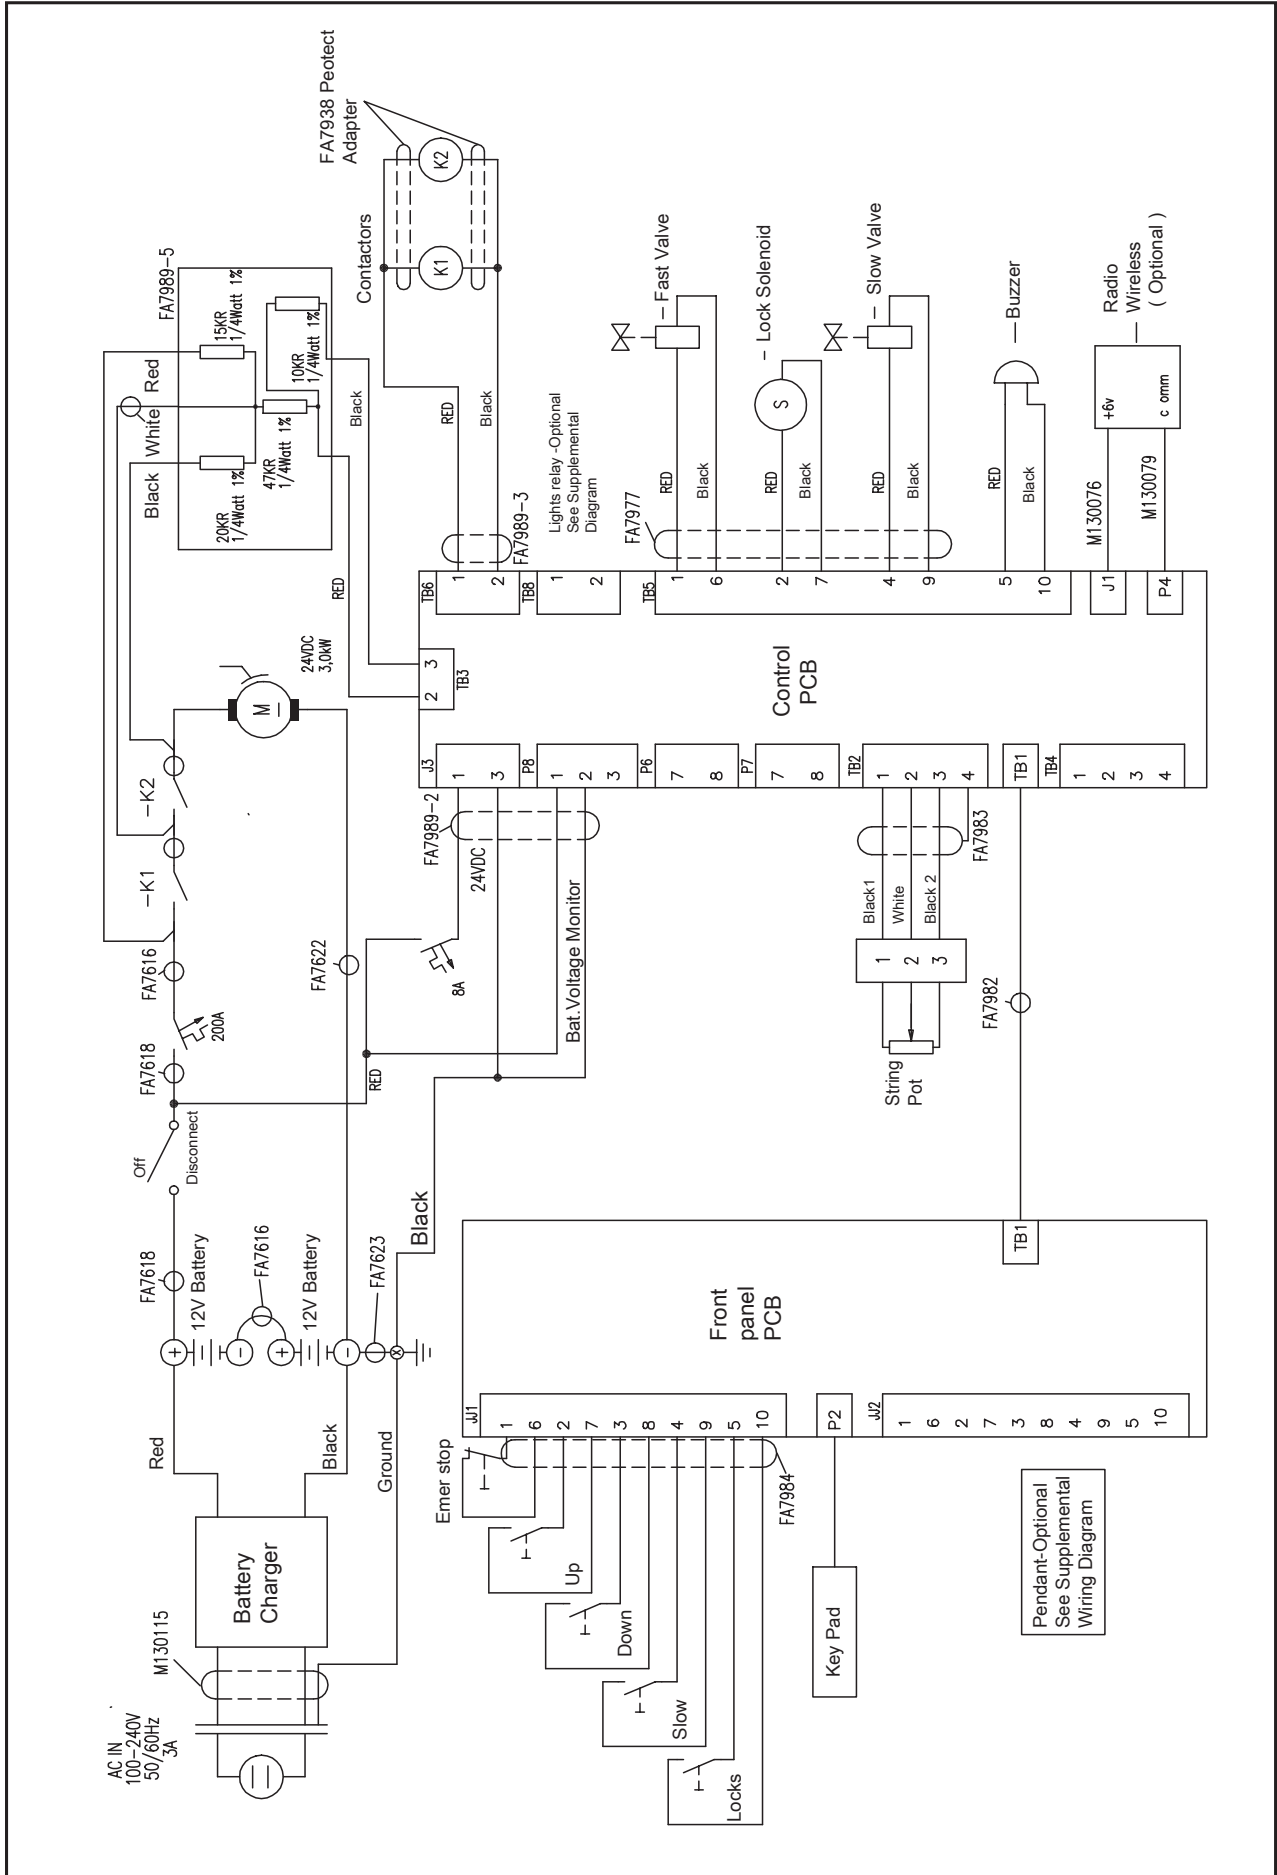 AC IN
100-240V
50/60Hz
3A
M130115
Battery
Charger
Red
Black
Ground
FA7618
12V Battery
FA7616
12V Battery
FA7623
+
-
+
-
x
Off
Disconnect
FA7618
200A
FA7616
-K1
-K2
FA7622
M
24VDC
3,0kW
Black
White
Red
FA7989-5
20KR
1/4Watt 1%
15KR
1/4Watt 1%
47KR
1/4Watt 1%
10KR
1/4Watt 1%
RED
Black
FA7938 Peotect
Adapter
Contactors
K1
K2
RED
Black
FA7989-3
RED
8A
Black
24VDC
FA7989-2
Bat.Voltage Monitor
Control
PCB
J3
1
3
P8
1
2
3
P6
7
8
P7
7
8
TB2
1
2
3
4
TB1
TB4
1
2
3
4
TB3
2
3
TB6
1
2
TB8
1
2
Lights relay -Optional
See Supplemental
Diagram
TB5
1
6
2
7
4
9
5
10
J1
P4
FA7977
RED
Black
– Fast Valve
RED
Black
S
– Lock Solenoid
RED
Black
– Slow Valve
RED
Black
Buzzer
M130076
M130079
+6v
c omm
Radio
Wireless
( Optional )
String
Pot
1
2
3
Black1
White
Black 2
FA7983
FA7982
Front
panel
PCB
TB1
JJ1
1
6
2
7
3
8
4
9
5
10
P2
JJ2
1
6
2
7
3
8
4
9
5
10
Emer stop
Up
Down
Slow
Locks
FA7984
Key Pad
Pendant-Optional
See Supplemental
Wiring Diagram